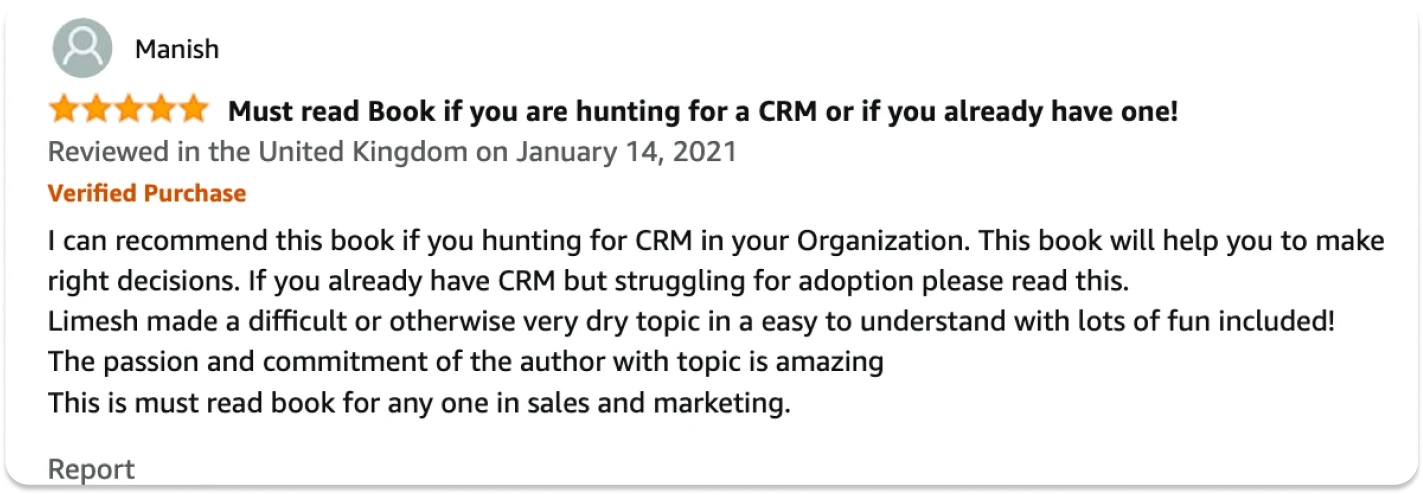 Manish
Must read Book if you are hunting for a CRM or if you already have one!
Reviewed in the United Kingdom on January 14, 2021
Verified Purchase
I can recommend this book if you hunting for CRM in your Organization. This book will help you to make
right decisions. If you already have CRM but struggling for adoption please read this.
Limesh made a difficult or otherwise very dry topic in a easy to understand with lots of fun included!
The passion and commitment of the author with topic is amazing
This is must read book for any one in sales and marketing.
Report